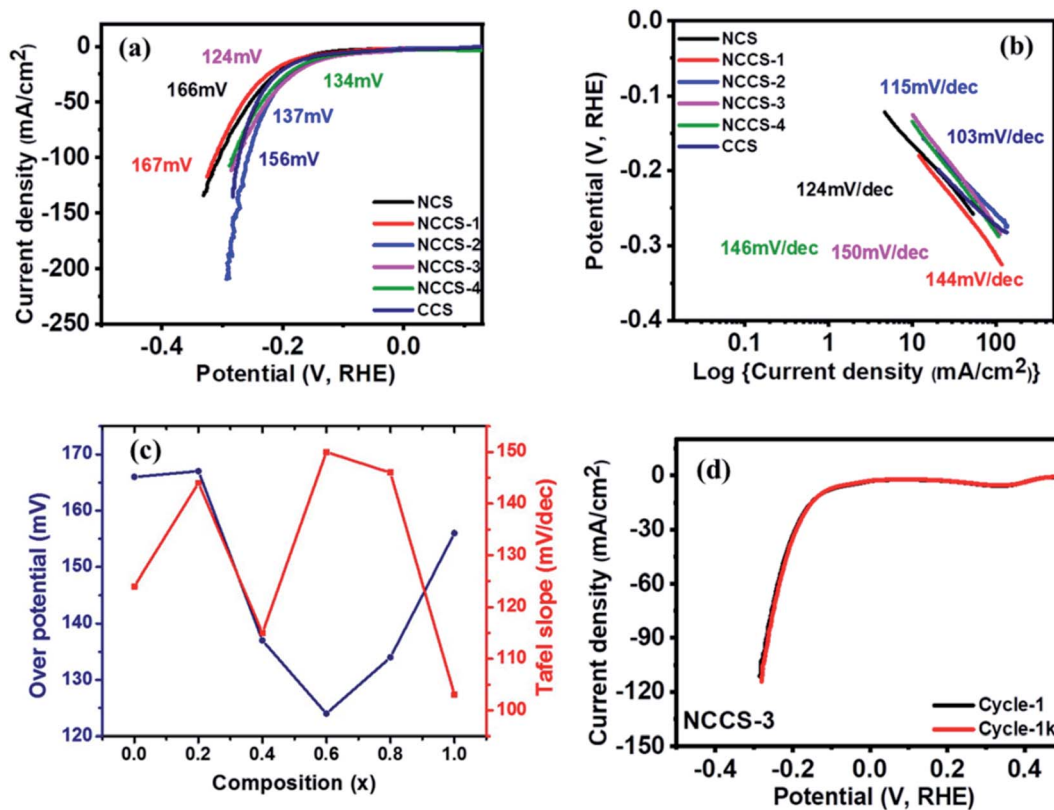 (a)
0
-50
-100
-150
-200
-250
-0.4
-0.2
0.0
Current density (mA/cm²)
Potential (V, RHE)
124mV
166mV
134mV
137mV
167mV
156mV
NCS
NCCS-1
NCCS-2
NCCS-3
NCCS-4
CCS
(b)
0.0
-0.1
-0.2
-0.3
-0.4
0.1
1
10
100
Potential (V, RHE)
Log {Current density (mA/cm²)}
NCS
NCCS-1
NCCS-2
NCCS-3
NCCS-4
CCS
115mV/dec
103mV/dec
124mV/dec
146mV/dec
150mV/dec
144mV/dec
(c)
170
160
150
140
130
120
Over potential (mV)
150
140
130
120
110
100
Tafel slope (mV/dec)
0.0
0.2
0.4
0.6
0.8
1.0
Composition (x)
(d)
0
-30
-60
-90
-120
-150
Current density (mA/cm²)
-0.4
-0.2
0.0
0.2
0.4
Potential (V, RHE)
NCCS-3
Cycle-1
Cycle-1k